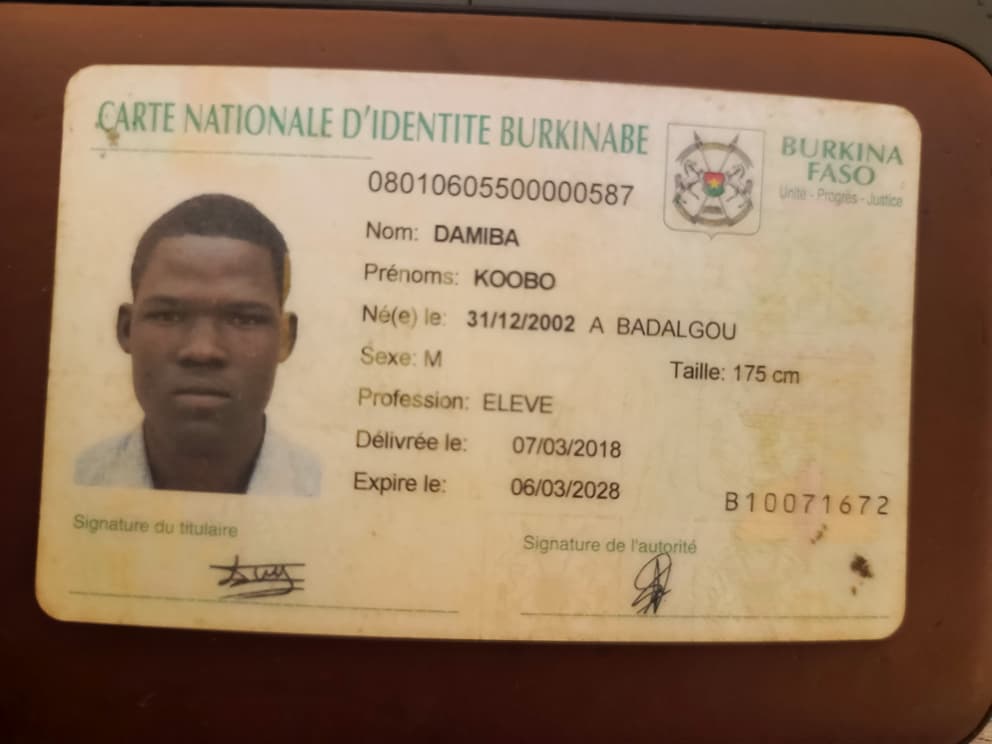 CARTE NATIONALE D'IDENTITE BURKINABE
BURKINA FASO
Unité - Progrès - Justice
08010605500000587
Nom: DAMIBA
Prénoms: KOOBO
Né(e) le: 31/12/2002 A BADALGOU
Sexe: M Taille: 175 cm
Profession: ELEVE
Délivrée le: 07/03/2018
Expire le: 06/03/2028
B10071672
Signature du titulaire
Signature de l'autorité